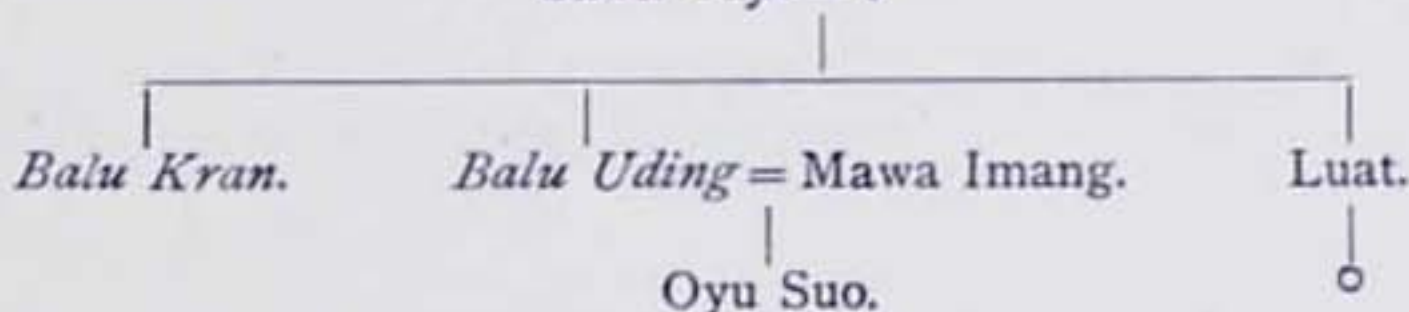 Balu Kran. Balu Uding = Mawa Imang. Luat.
Oyu Suo.